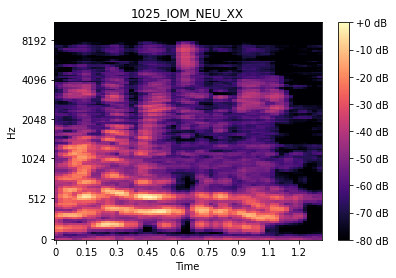 1025_IOM_NEU_XX
8192
4096
2048
1024
512
0
Hz
0 0.15 0.3 0.45 0.6 0.75 0.9 1.1 1.2
Time
+0 dB
-10 dB
-20 dB
-30 dB
-40 dB
-50 dB
-60 dB
-70 dB
-80 dB